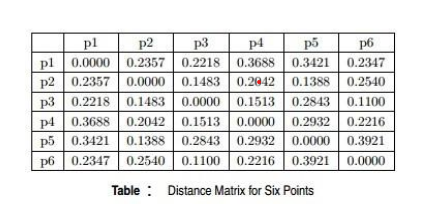 p1 p2 p3 p4 p5 p6
p1 0.0000 0.2357 0.2218 0.3688 0.3421 0.2347
p2 0.2357 0.0000 0.1483 0.2042 0.1388 0.2540
p3 0.2218 0.1483 0.0000 0.1513 0.2843 0.1100
p4 0.3688 0.2042 0.1513 0.0000 0.2932 0.2216
p5 0.3421 0.1388 0.2843 0.2932 0.0000 0.3921
p6 0.2347 0.2540 0.1100 0.2216 0.3921 0.0000
Table : Distance Matrix for Six Points